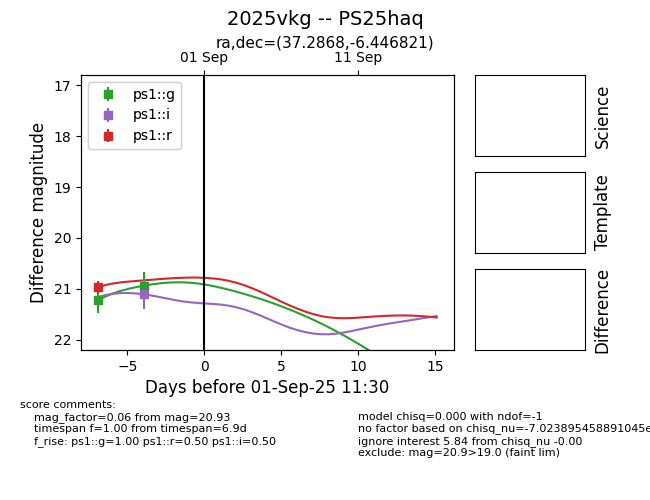 2025vkg -- PS25haq
ra,dec=(37.2868,-6.446821)
01 Sep
11 Sep
17
18
19
20
21
22
Difference magnitude
ps1::g
ps1::i
ps1::r
−5
0
5
10
15
Days before 01-Sep-25 11:30
Science
Template
Difference
score comments:
mag_factor=0.06 from mag=20.93
timespan f=1.00 from timespan=6.9d
f_rise: ps1::g=1.00 ps1::r=0.50 ps1::i=0.50
model chisq=0.000 with ndof=-1
no factor based on chisq_nu=-7.023895458891045e
ignore interest 5.84 from chisq_nu -0.00
exclude: mag=20.9>19.0 (faint lim)